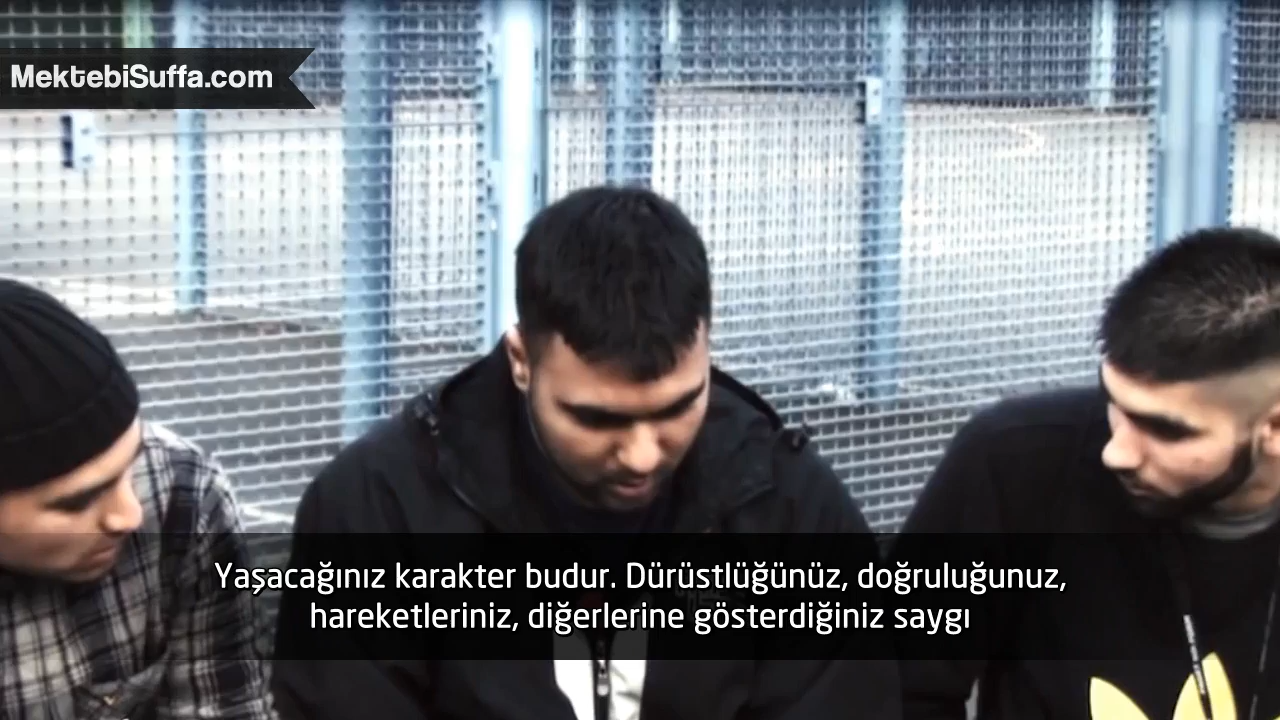 MektebiSuffa.com
Yaşacağınız karakter budur. Dürüstlüğünüz, doğruluğunuz,
hareketleriniz, diğerlerine gösterdiğiniz saygı